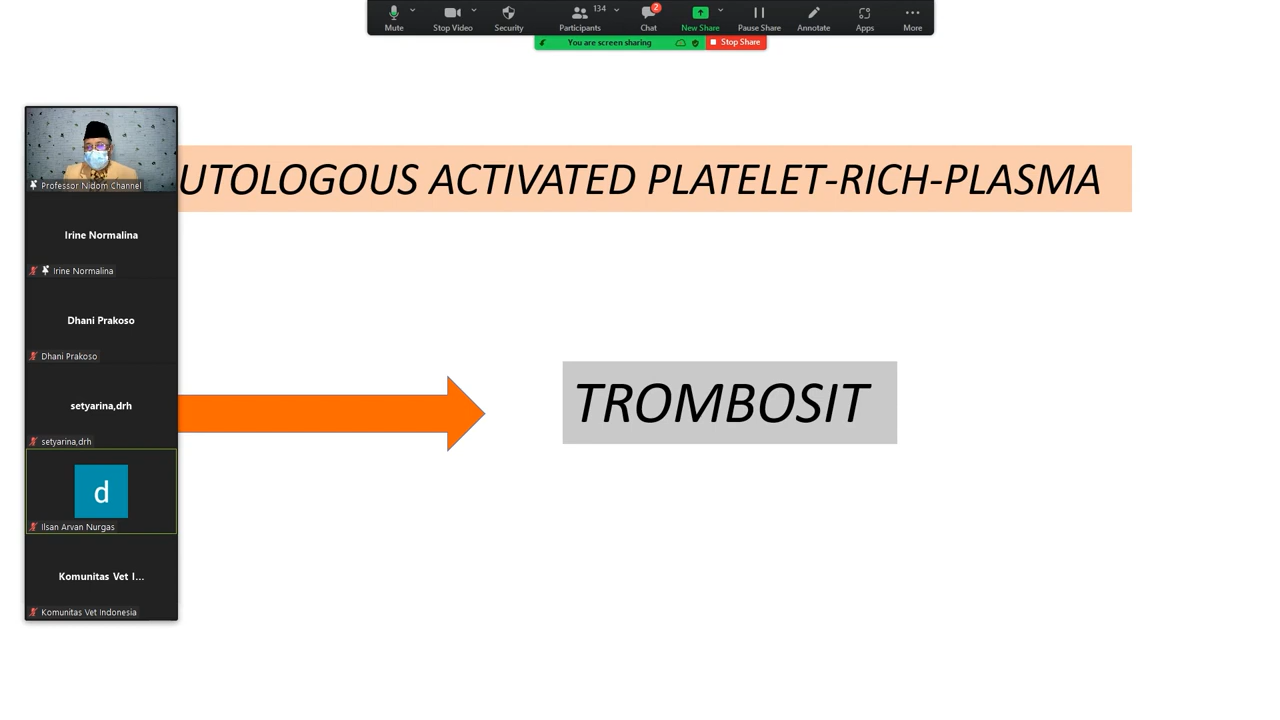 134
2
Mute
Stop Video
Security
Participants
Chat
New Share
Pause Share
Annotate
Apps
More
You are screen sharing
Stop Share
Professor Nidom Channel
UTOLOGOUS ACTIVATED PLATELET-RICH-PLASMA
Irine Normalina
Irine Normalina
Dhani Prakoso
Dhani Prakoso
TROMBOSIT
setyarina,drh
setyarina,drh
d
Ilsan Arvan Nurgas
Komunitas Vet I...
Komunitas Vet Indonesia